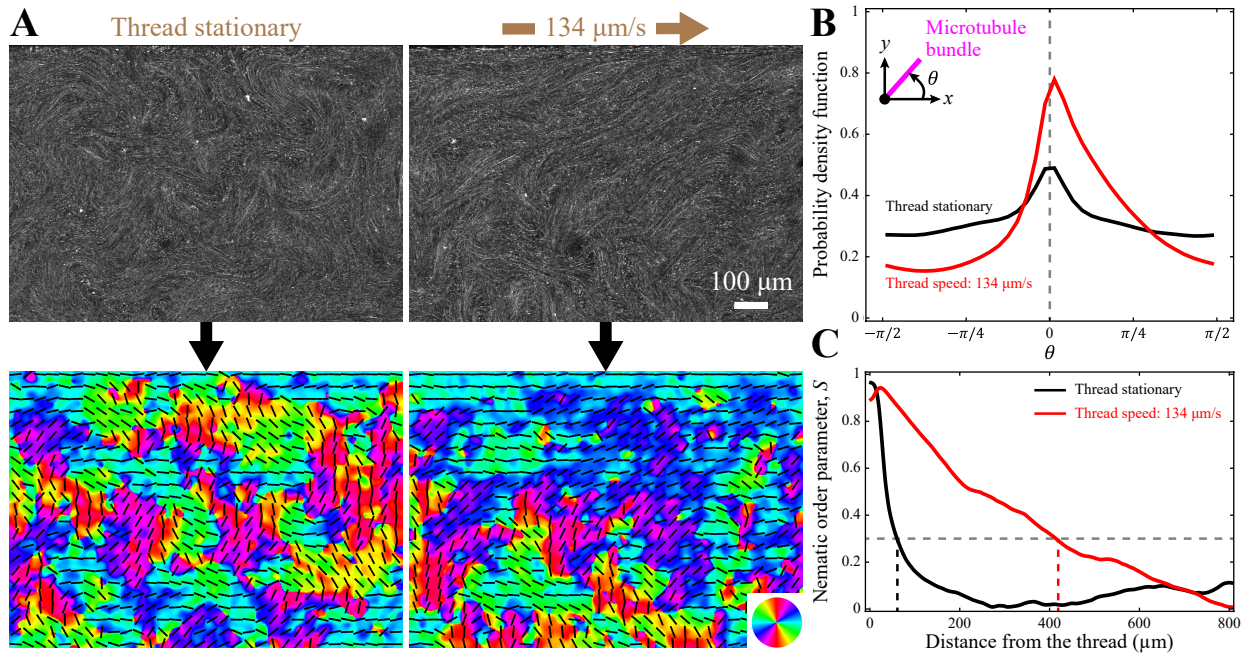 A
Thread stationary
134 μm/s
100 μm
B
Probability density function
1
0.8
0.6
0.4
0.2
0
Microtubule
bundle
y
θ
x
Thread stationary
Thread speed: 134 μm/s
−π/2
−π/4
0
π/4
π/2
θ
C
Nematic order parameter, S
1
0.8
0.6
0.4
0.2
0
Thread stationary
Thread speed: 134 μm/s
0
200
400
600
800
Distance from the thread (μm)